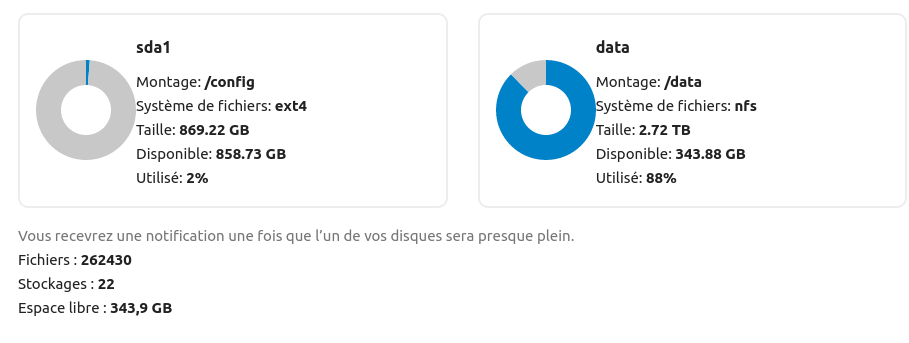 sda1
Montage: /config
Système de fichiers: ext4
Taille: 869.22 GB
Disponible: 858.73 GB
Utilisé: 2%
data
Montage: /data
Système de fichiers: nfs
Taille: 2.72 TB
Disponible: 343.88 GB
Utilisé: 88%
Vous recevrez une notification une fois que l’un de vos disques sera presque plein.
Fichiers : 262430
Stockages : 22
Espace libre : 343,9 GB